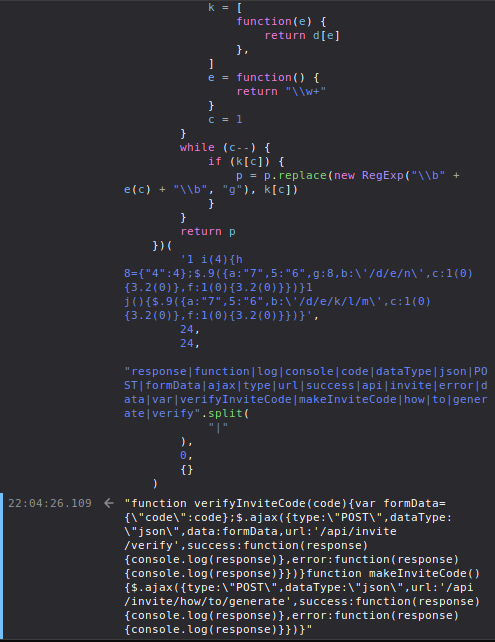 k = [
function(e) {
return d[e]
},
]
e = function() {
return "\\w+"
}
c = 1
}
while (c--) {
if (k[c]) {
p = p.replace(new RegExp("\\b" +
e(c) + "\\b", "g"), k[c])
}
}
return p
})(
'1 i(4){h
8={"4":4};$.9({a:"7",5:"6",g:8,b:\'/d/e/n\',c:1(0)
{3.2(0)},f:1(0){3.2(0)}})}1
j(){$.9({a:"7",5:"6",b:\'/d/e/k/l/m\',c:1(0)
{3.2(0)},f:1(0){3.2(0)}})}',
24,
24,
"response|function|log|console|code|dataType|json|PO
ST|formData|ajax|type|url|success|api|invite|error|d
ata|var|verifyInviteCode|makeInviteCode|how|to|gener
ate|verify".split(
"|"
),
0,
{}
)
22:04:26.109 ← "function verifyInviteCode(code){var formData=
{\"code\":code};$.ajax({type:\"POST\",dataType:
\"json\",data:formData,url:'/api/invite
/verify',success:function(response)
{console.log(response)},error:function(response)
{console.log(response)}})}function makeInviteCode()
{$.ajax({type:\"POST\",dataType:\"json\",url:'/api
/invite/how/to/generate',success:function(response)
{console.log(response)},error:function(response)
{console.log(response)}})}"